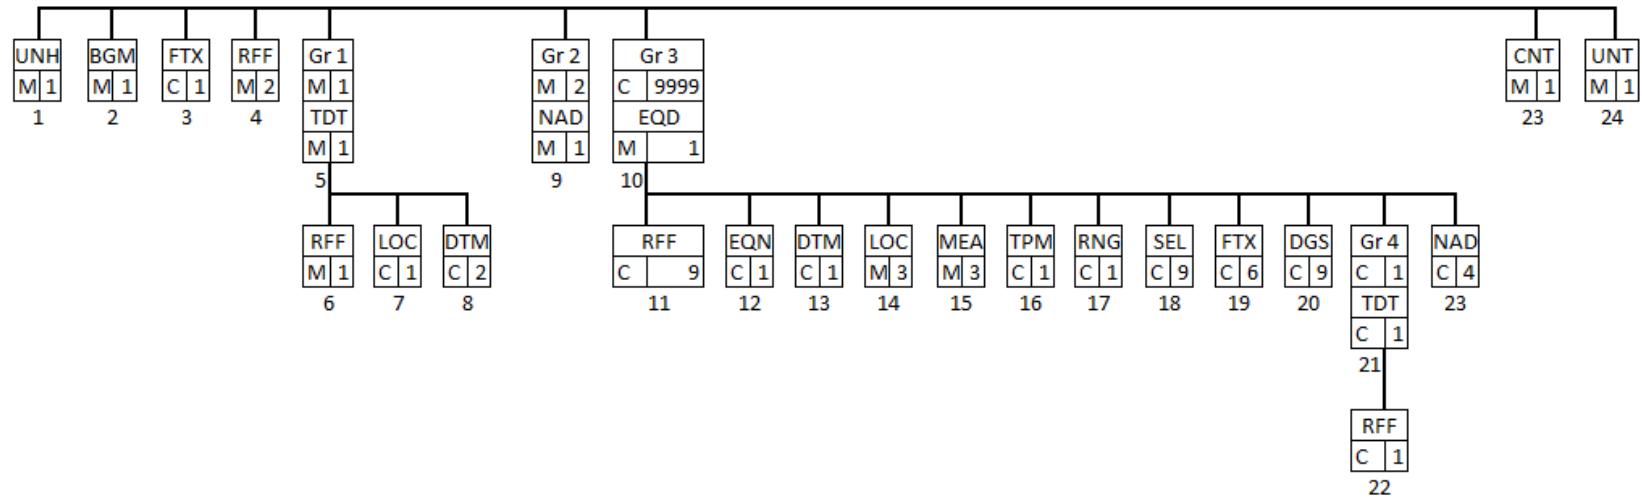 UNH BGM FTX RFF Gr 1 Gr 2 Gr 3 CNT UNT
M 1 M 1 C 1 M 2 M 1 M 2 C 9999 M 1 M 1
1 2 3 4 TDT NAD EQD 23 24
M 1 M 1 M 1
5 9 10
RFF LOC DTM RFF EQN DTM LOC MEA TPM RNG SEL FTX DGS Gr 4 NAD
M 1 C 1 C 2 C 9 C 1 C 1 M 3 M 3 C 1 C 1 C 9 C 6 C 9 C 1 C 4
6 7 8 11 12 13 14 15 16 17 18 19 20 TDT 23
C 1
21
RFF
C 1
22